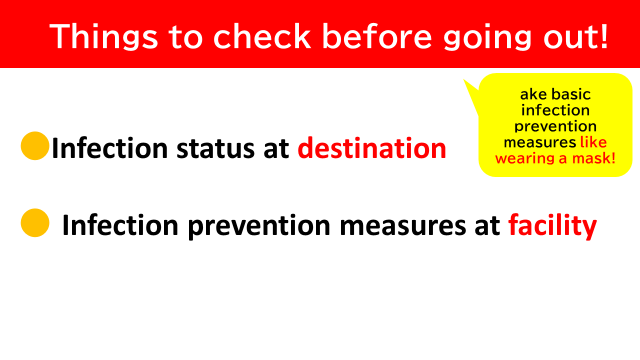 Things to check before going out!
ake basic
infection
prevention
measures like
wearing a mask!
Infection status at destination
Infection prevention measures at facility